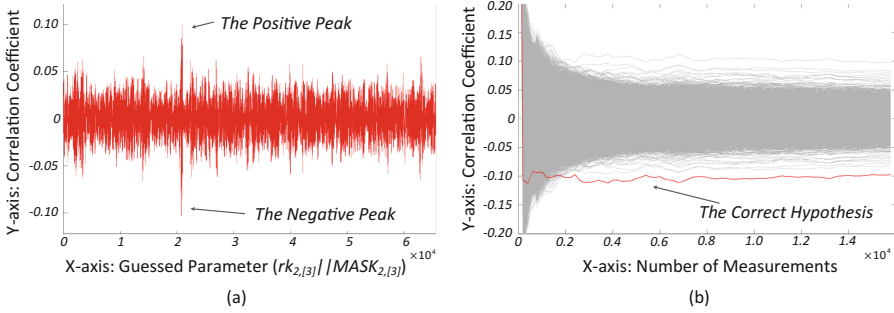 0.10
0.05
0
-0.05
-0.10
Y-axis: Correlation Coefficient
The Positive Peak
The Negative Peak
0 1 2 3 4 5 6
×10⁴
X-axis: Guessed Parameter (rk2,[3]||MASK2,[3])
(a)
0.20
0.15
0.10
0.05
0
-0.05
-0.10
-0.15
-0.20
Y-axis: Correlation Coefficient
The Correct Hypothesis
0 0.2 0.4 0.6 0.8 1.0 1.2 1.4
×10⁴
X-axis: Number of Measurements
(b)